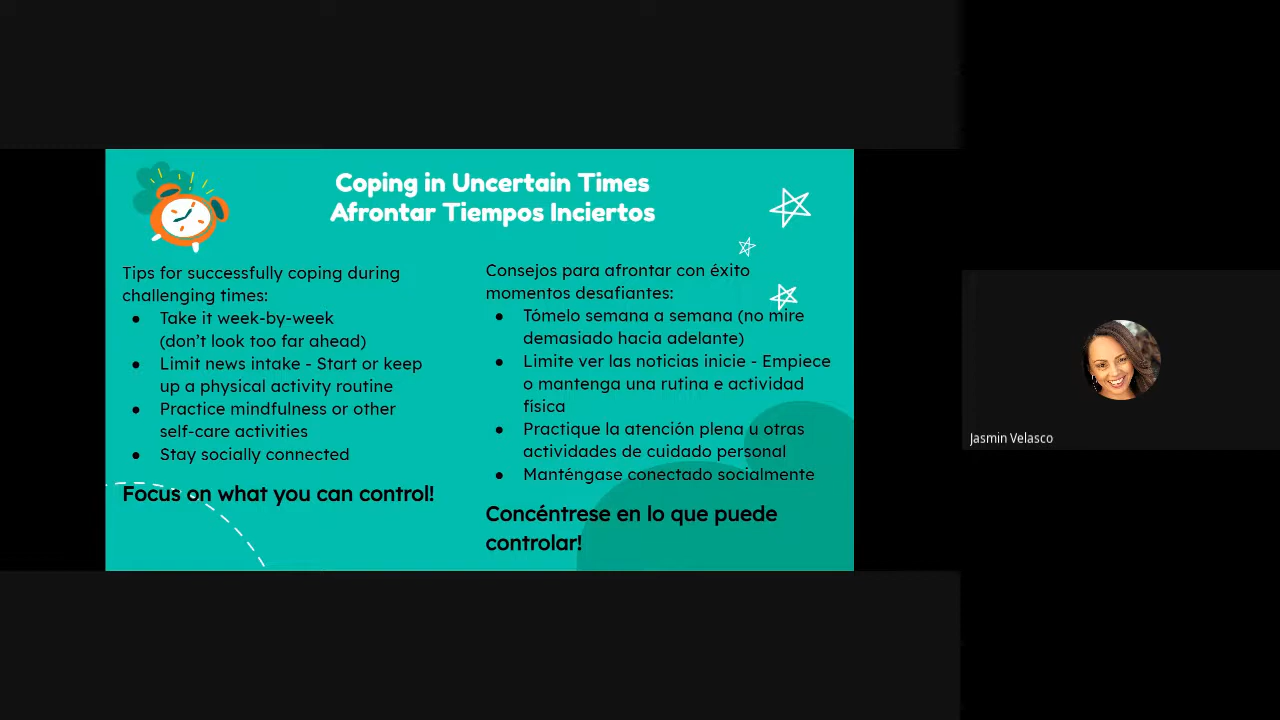 Coping in Uncertain Times
Afrontar Tiempos Inciertos
Tips for successfully coping during
challenging times:
● Take it week-by-week
(don't look too far ahead)
● Limit news intake - Start or keep
up a physical activity routine
● Practice mindfulness or other
self-care activities
● Stay socially connected
Focus on what you can control!
Consejos para afrontar con éxito
momentos desafiantes:
● Tómelo semana a semana (no mire
demasiado hacia adelante)
● Limite ver las noticias inicie - Empiece
o mantenga una rutina e actividad
física
● Practique la atención plena u otras
actividades de cuidado personal
● Manténgase conectado socialmente
Concéntrese en lo que puede
controlar!
Jasmin Velasco